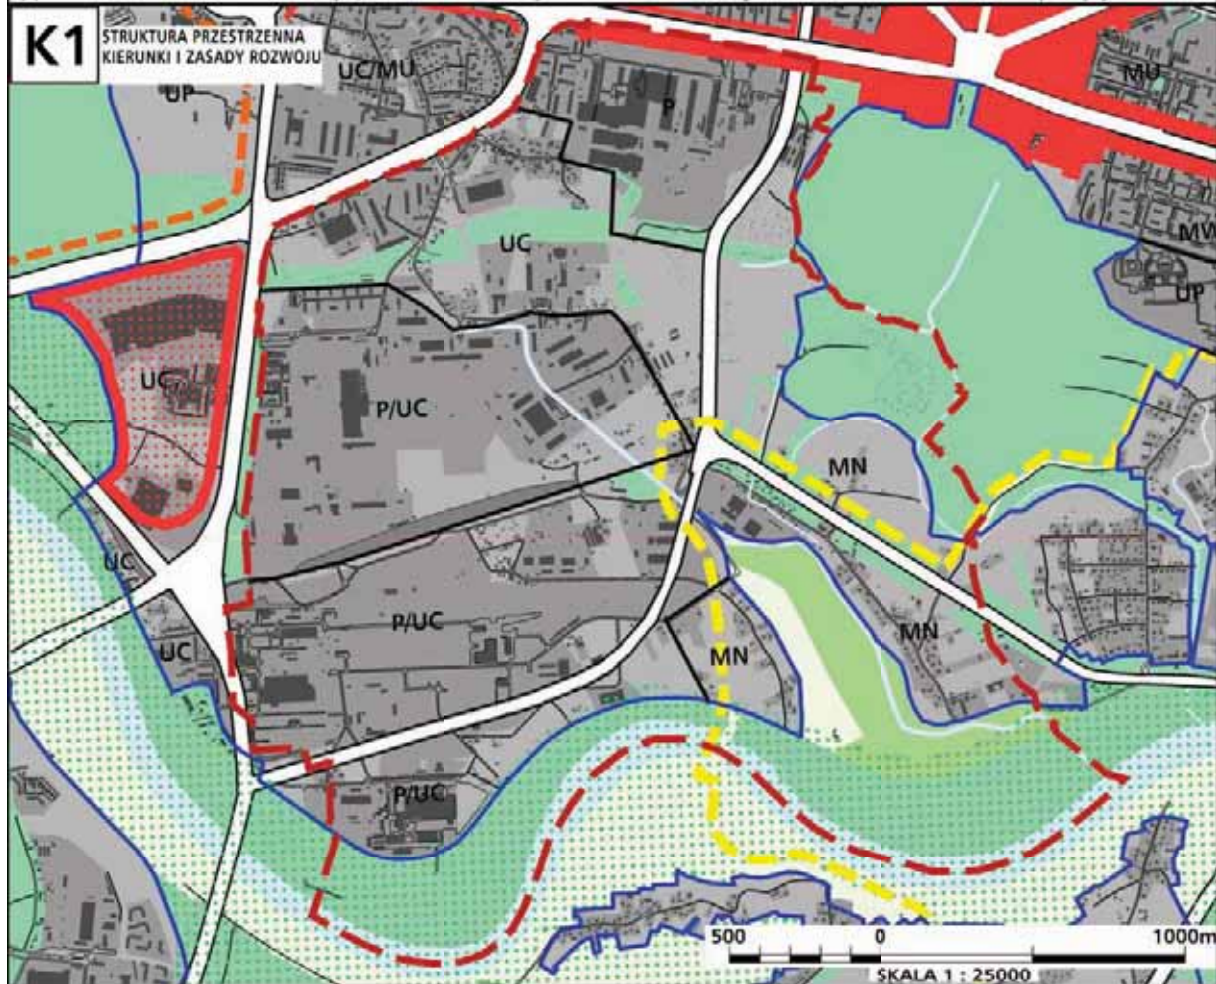 K1
STRUKTURA PRZESTRZENNA
KIERUNKI I ZASADY ROZWOJU
UC/MU
UP
P
MU
MW
UP
UC
UC
P/UC
MN
UC
P/UC
UC
MN
MN
P/UC
500 0 1000m
SKALA 1 : 25000